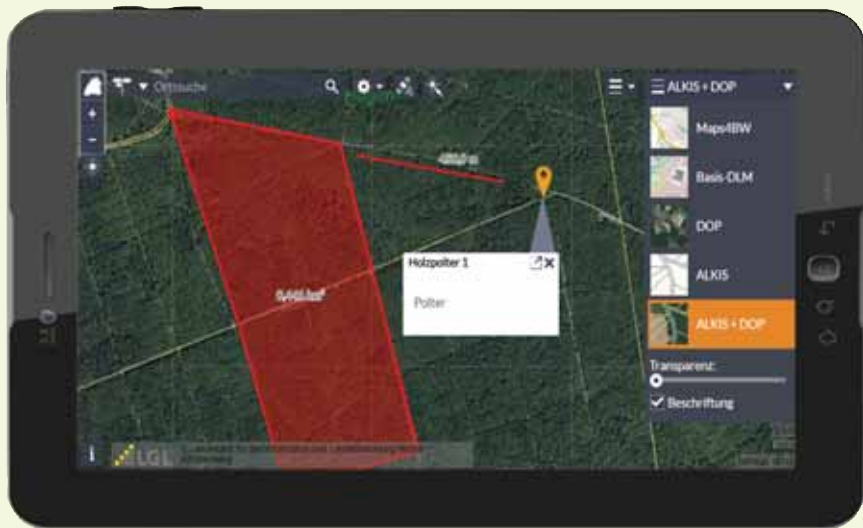 Ortssuche
ALKIS + DOP
+
−
Maps4BW
Basis-DLM
DOP
ALKIS
ALKIS + DOP
Holzpolter 1
Polter
Transparenz:
Beschriftung
i
LGL